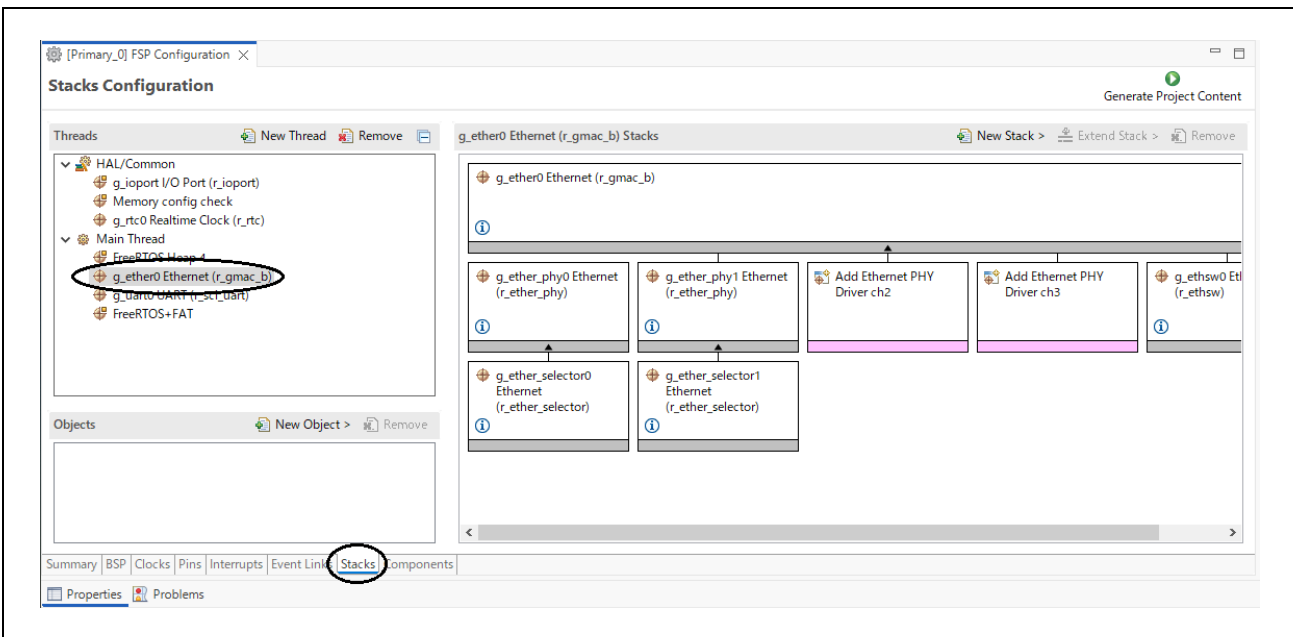 [Primary_0] FSP Configuration
Stacks Configuration
Generate Project Content
Threads
New Thread
Remove
g_ether0 Ethernet (r_gmac_b) Stacks
New Stack >
Extend Stack >
Remove
HAL/Common
g_ioport I/O Port (r_ioport)
Memory config check
g_rtc0 Realtime Clock (r_rtc)
Main Thread
FreeRTOS Heap 4
g_ether0 Ethernet (r_gmac_b)
g_uart0 UART (r_sci_uart)
FreeRTOS+FAT
g_ether0 Ethernet (r_gmac_b)
g_ether_phy0 Ethernet
(r_ether_phy)
g_ether_phy1 Ethernet
(r_ether_phy)
Add Ethernet PHY
Driver ch2
Add Ethernet PHY
Driver ch3
g_ethsw0 Etl
(r_ethsw)
g_ether_selector0
Ethernet
(r_ether_selector)
g_ether_selector1
Ethernet
(r_ether_selector)
Objects
New Object >
Remove
Summary BSP Clocks Pins Interrupts Event Links Stacks Components
Properties
Problems